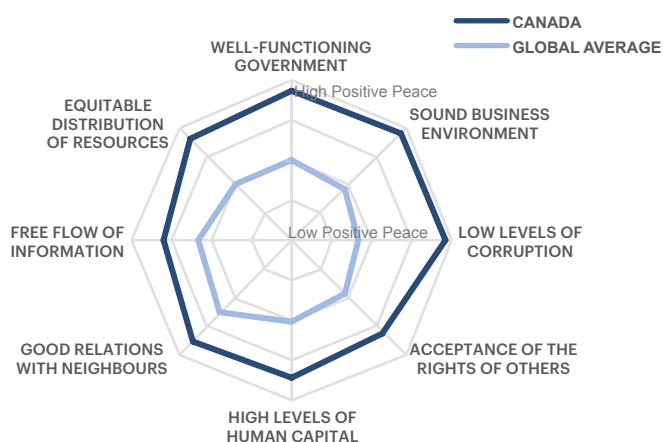 CANADA
GLOBAL AVERAGE
WELL-FUNCTIONING
GOVERNMENT
High Positive Peace
SOUND BUSINESS
ENVIRONMENT
EQUITABLE
DISTRIBUTION
OF RESOURCES
FREE FLOW OF
INFORMATION
Low Positive Peace
LOW LEVELS OF
CORRUPTION
GOOD RELATIONS
WITH NEIGHBOURS
ACCEPTANCE OF THE
RIGHTS OF OTHERS
HIGH LEVELS OF
HUMAN CAPITAL